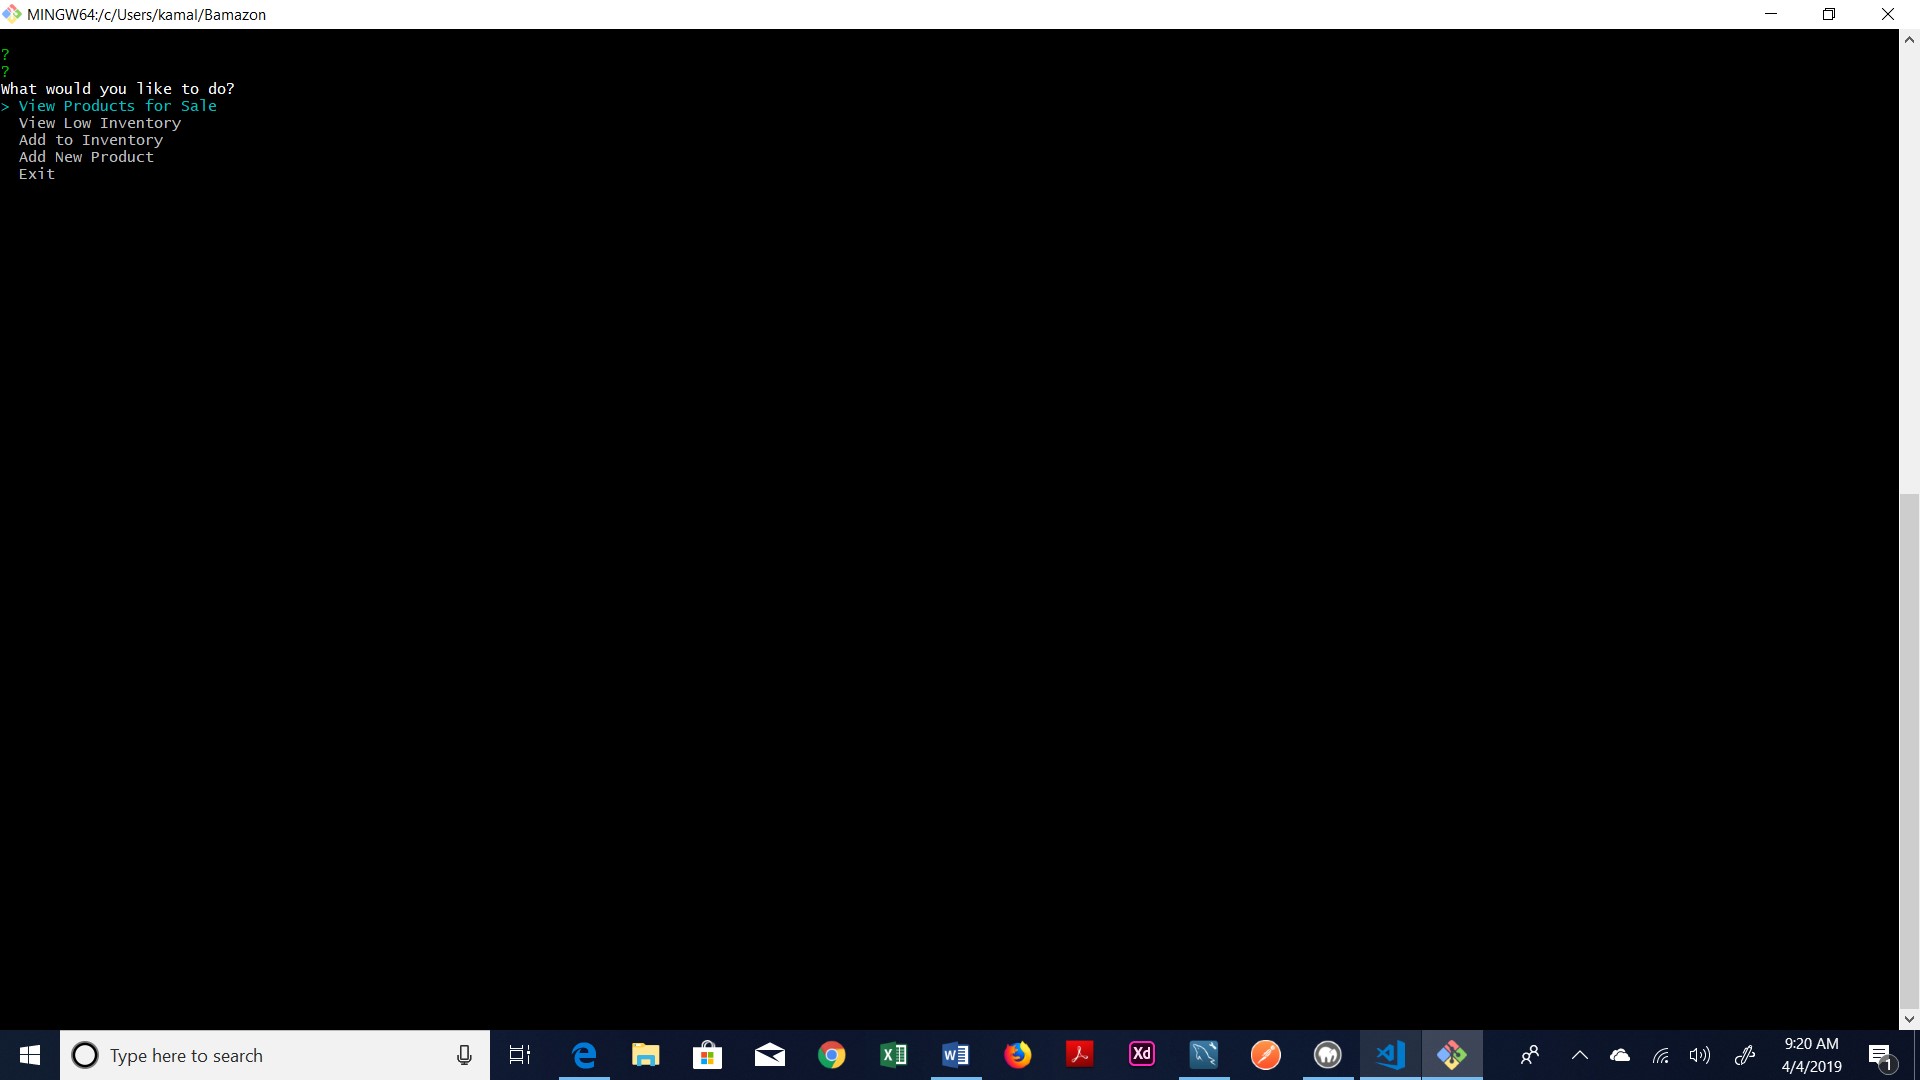 MINGW64:/c/Users/kamal/Bamazon
?
?
What would you like to do?
> View Products for Sale
View Low Inventory
Add to Inventory
Add New Product
Exit
Type here to search
Xd
9:20 AM
4/4/2019
1